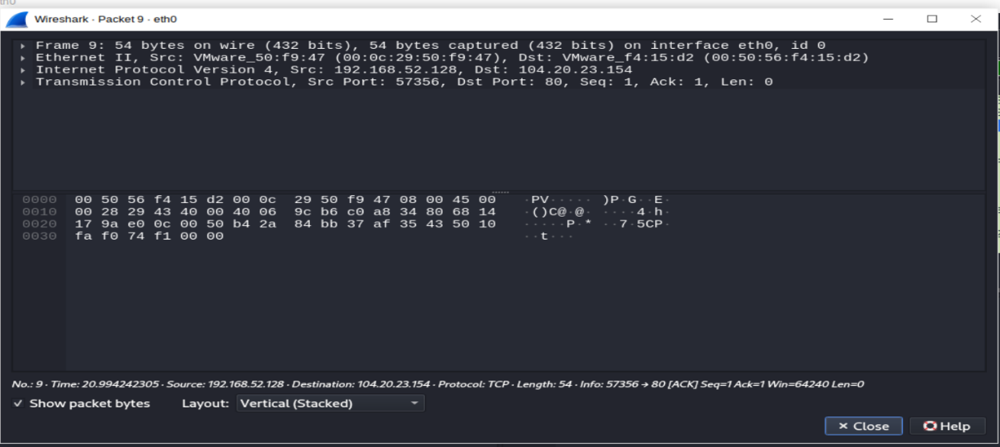 th0
Wireshark · Packet 9 · eth0
Frame 9: 54 bytes on wire (432 bits), 54 bytes captured (432 bits) on interface eth0, id 0
Ethernet II, Src: VMware_50:f9:47 (00:0c:29:50:f9:47), Dst: VMware_f4:15:d2 (00:50:56:f4:15:d2)
Internet Protocol Version 4, Src: 192.168.52.128, Dst: 104.20.23.154
Transmission Control Protocol, Src Port: 57356, Dst Port: 80, Seq: 1, Ack: 1, Len: 0
0000 00 50 56 f4 15 d2 00 0c 29 50 f9 47 08 00 45 00 ·PV····· )P·G··E·
0010 00 28 29 43 40 00 40 06 9c b6 c0 a8 34 80 68 14 ·()C@·@· ····4·h·
0020 17 9a e0 0c 00 50 b4 2a 84 bb 37 af 35 43 50 10 ·····P·* ··7·5CP·
0030 fa f0 74 f1 00 00 ··t···
No.: 9 · Time: 20.994242305 · Source: 192.168.52.128 · Destination: 104.20.23.154 · Protocol: TCP · Length: 54 · Info: 57356 → 80 [ACK] Seq=1 Ack=1 Win=64240 Len=0
Show packet bytes Layout: Vertical (Stacked)
Close Help